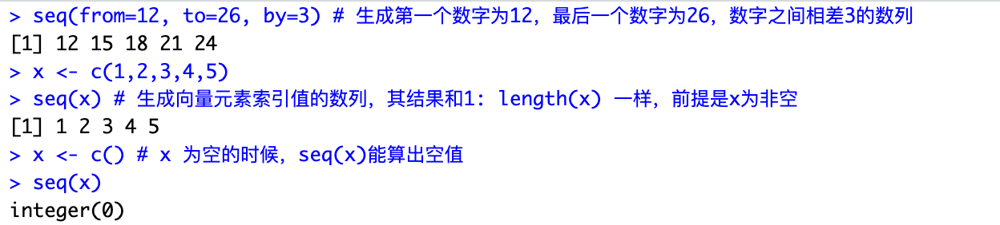 > seq(from=12, to=26, by=3) # 生成第一个数字为12，最后一个数字为26，数字之间相差3的数列
[1] 12 15 18 21 24
> x <- c(1,2,3,4,5)
> seq(x) # 生成向量元素索引值的数列，其结果和1: length(x) 一样，前提是x为非空
[1] 1 2 3 4 5
> x <- c() # x 为空的时候，seq(x)能算出空值
> seq(x)
integer(0)